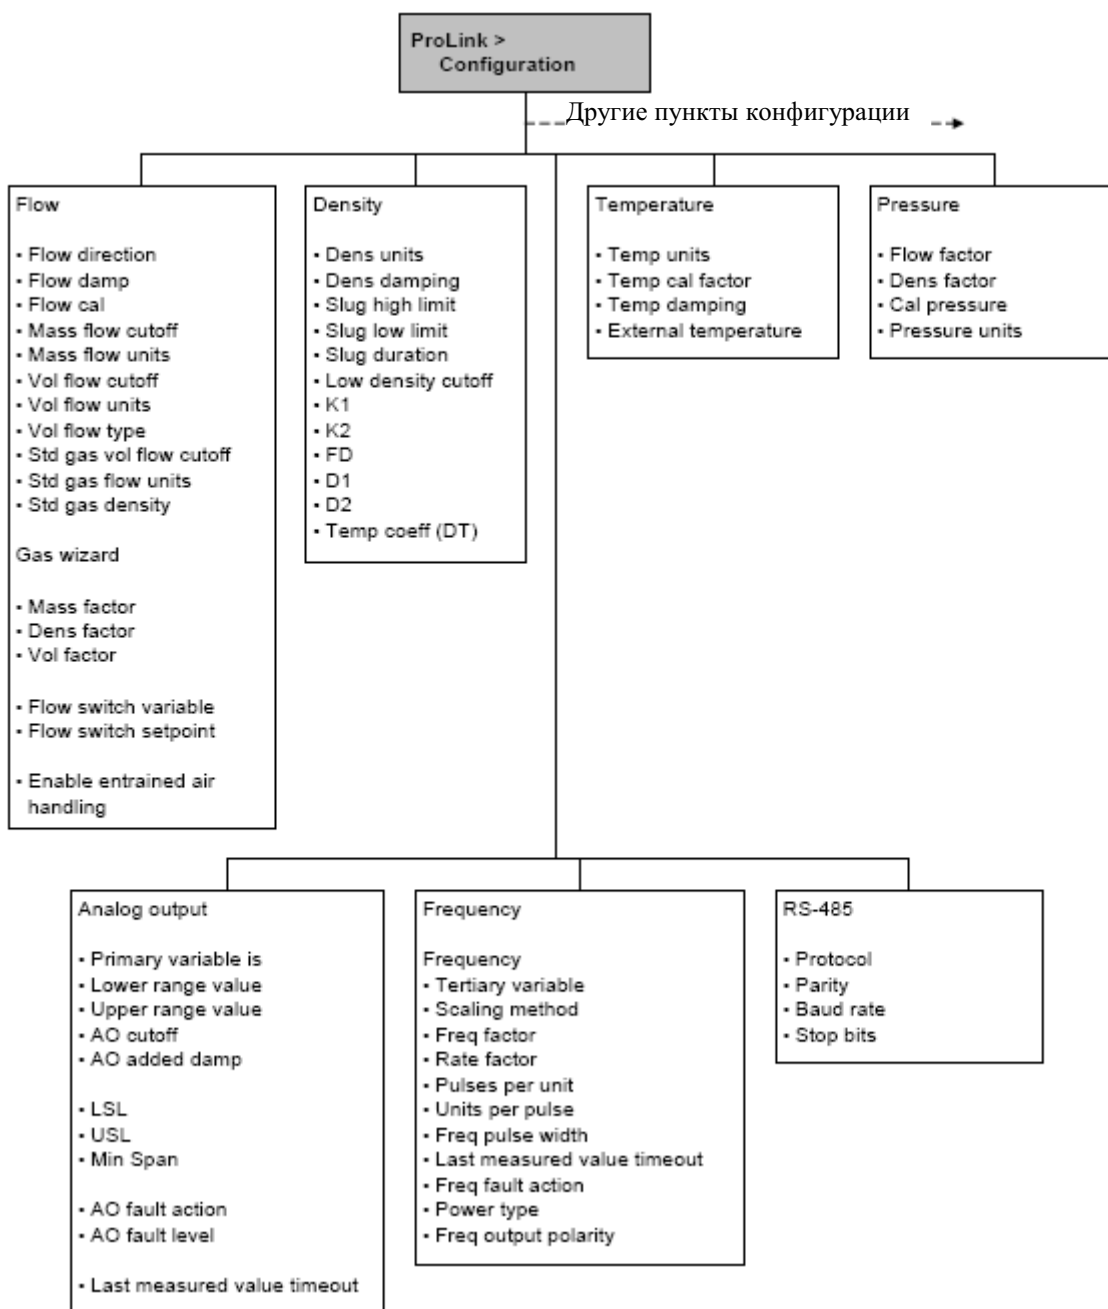 ProLink >
Configuration
Другие пункты конфигурации
Flow
▪ Flow direction
▪ Flow damp
▪ Flow cal
▪ Mass flow cutoff
▪ Mass flow units
▪ Vol flow cutoff
▪ Vol flow units
▪ Vol flow type
▪ Std gas vol flow cutoff
▪ Std gas flow units
▪ Std gas density
Gas wizard
▪ Mass factor
▪ Dens factor
▪ Vol factor
▪ Flow switch variable
▪ Flow switch setpoint
▪ Enable entrained air
handling
Density
▪ Dens units
▪ Dens damping
▪ Slug high limit
▪ Slug low limit
▪ Slug duration
▪ Low density cutoff
▪ K1
▪ K2
▪ FD
▪ D1
▪ D2
▪ Temp coeff (DT)
Temperature
▪ Temp units
▪ Temp cal factor
▪ Temp damping
▪ External temperature
Pressure
▪ Flow factor
▪ Dens factor
▪ Cal pressure
▪ Pressure units
Analog output
▪ Primary variable is
▪ Lower range value
▪ Upper range value
▪ AO cutoff
▪ AO added damp
▪ LSL
▪ USL
▪ Min Span
▪ AO fault action
▪ AO fault level
▪ Last measured value timeout
Frequency
Frequency
▪ Tertiary variable
▪ Scaling method
▪ Freq factor
▪ Rate factor
▪ Pulses per unit
▪ Units per pulse
▪ Freq pulse width
▪ Last measured value timeout
▪ Freq fault action
▪ Power type
▪ Freq output polarity
RS-485
▪ Protocol
▪ Parity
▪ Baud rate
▪ Stop bits